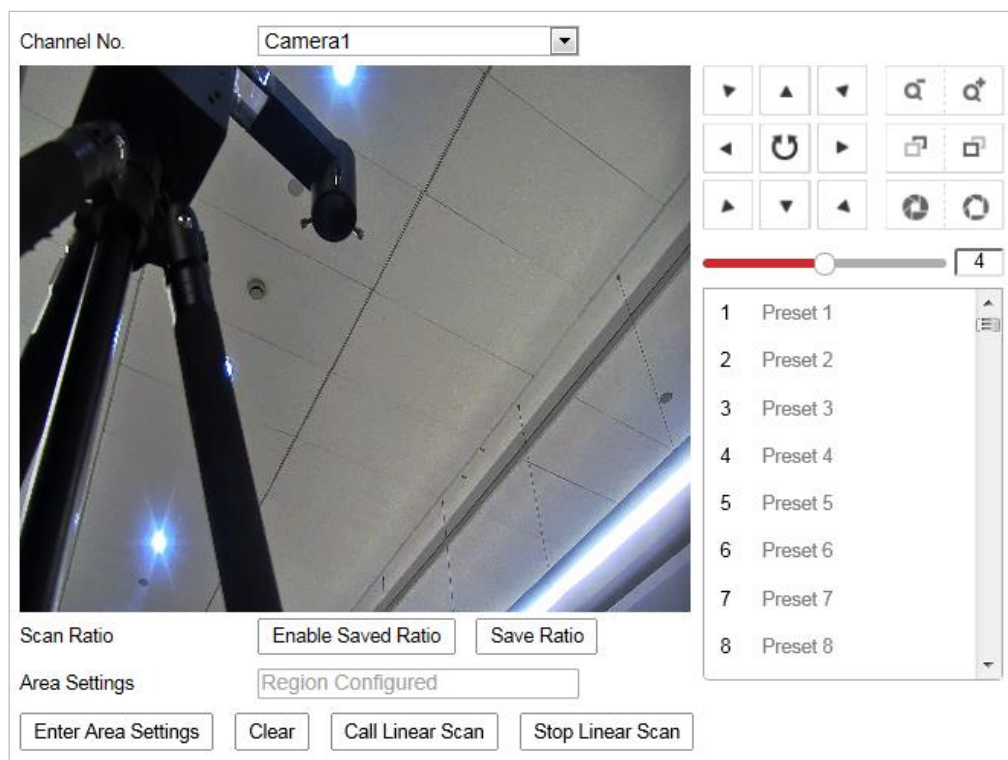 Channel No. Camera1
4
1 Preset 1
2 Preset 2
3 Preset 3
4 Preset 4
5 Preset 5
6 Preset 6
7 Preset 7
8 Preset 8
Scan Ratio Enable Saved Ratio Save Ratio
Area Settings Region Configured
Enter Area Settings Clear Call Linear Scan Stop Linear Scan